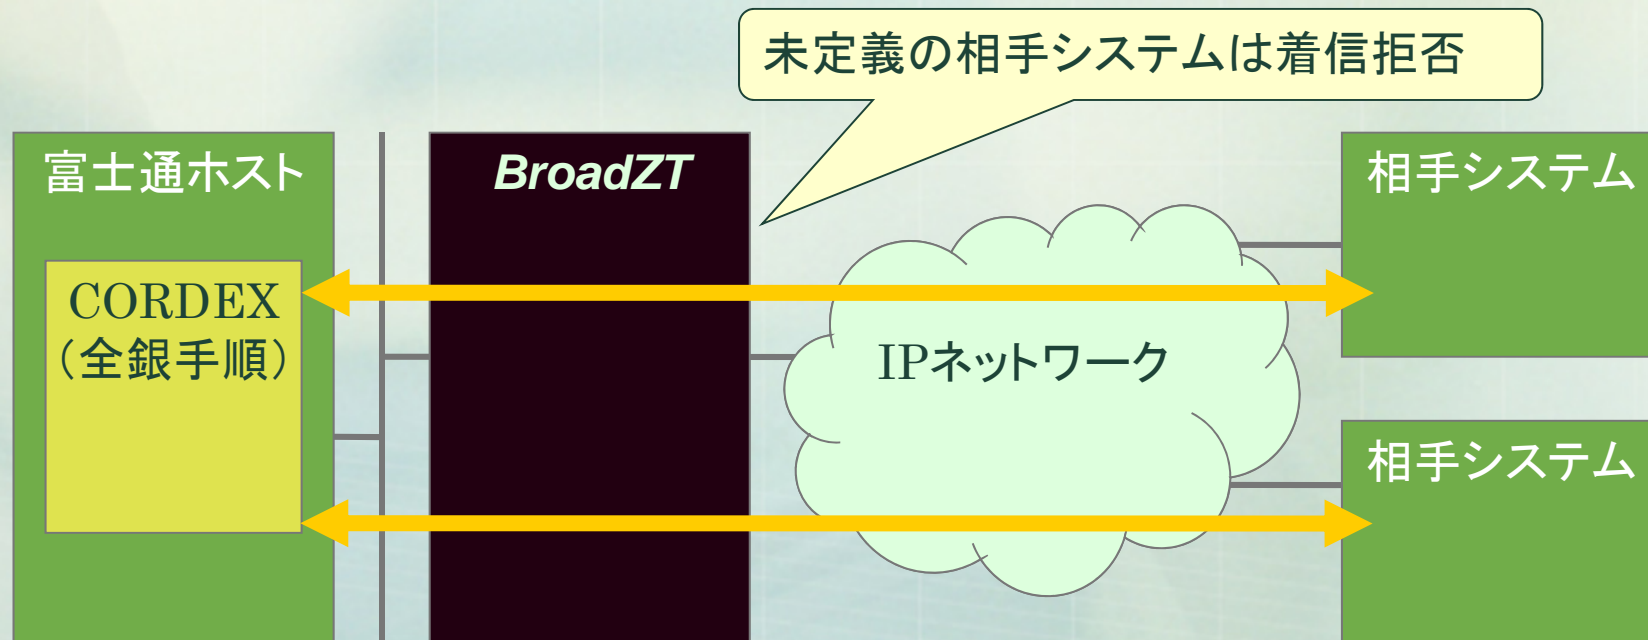 未定義の相手システムは着信拒否
富士通ホスト
BroadZT
相手システム
CORDEX
（全銀手順）
IPネットワーク
相手システム